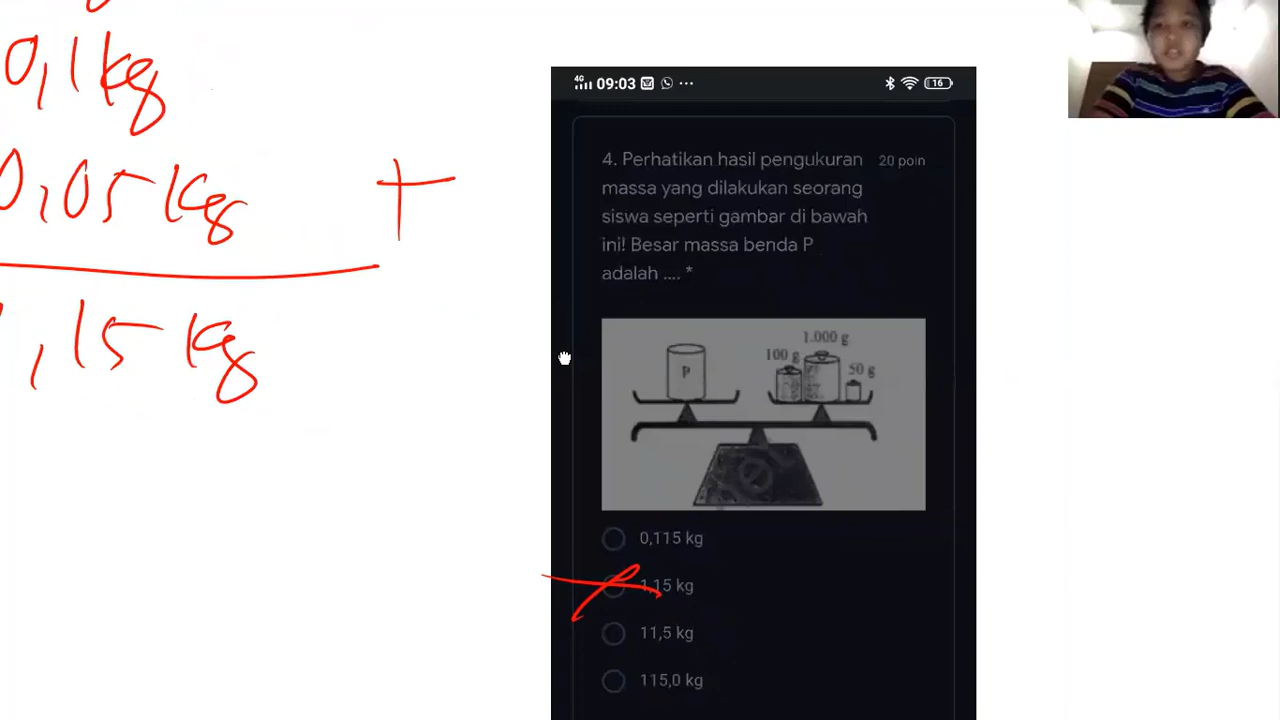 0,1 kg
0,05 kg +
,15 kg
4G 09:03 ... 16
4. Perhatikan hasil pengukuran 20 poin
massa yang dilakukan seorang
siswa seperti gambar di bawah
ini! Besar massa benda P
adalah .... *
1.000 g
100 g
50 g
P
0,115 kg
1,15 kg
11,5 kg
115,0 kg